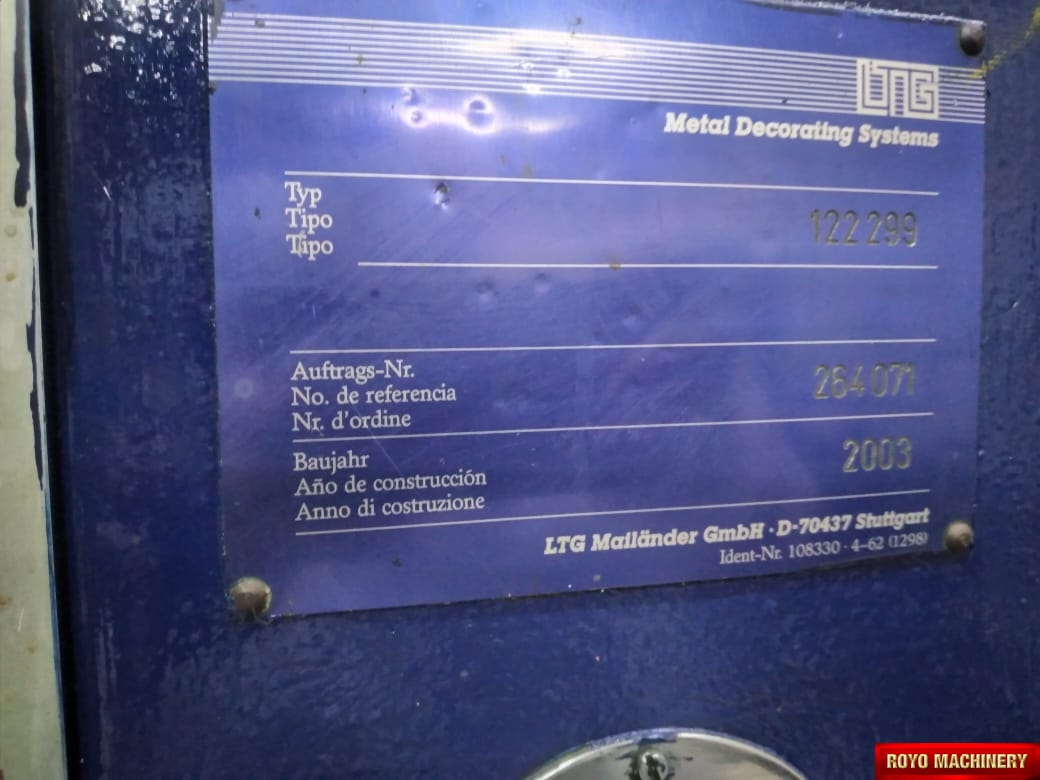 LTG
Metal Decorating Systems
Typ
Tipo
Tipo
122 299
Auftrags-Nr.
No. de referencia
Nr. d'ordine
264 071
Baujahr
Año de construcción
Anno di costruzione
2003
LTG Mailänder GmbH · D-70437 Stuttgart
Ident-Nr. 108330 · 4–62 (1298)
ROYO MACHINERY